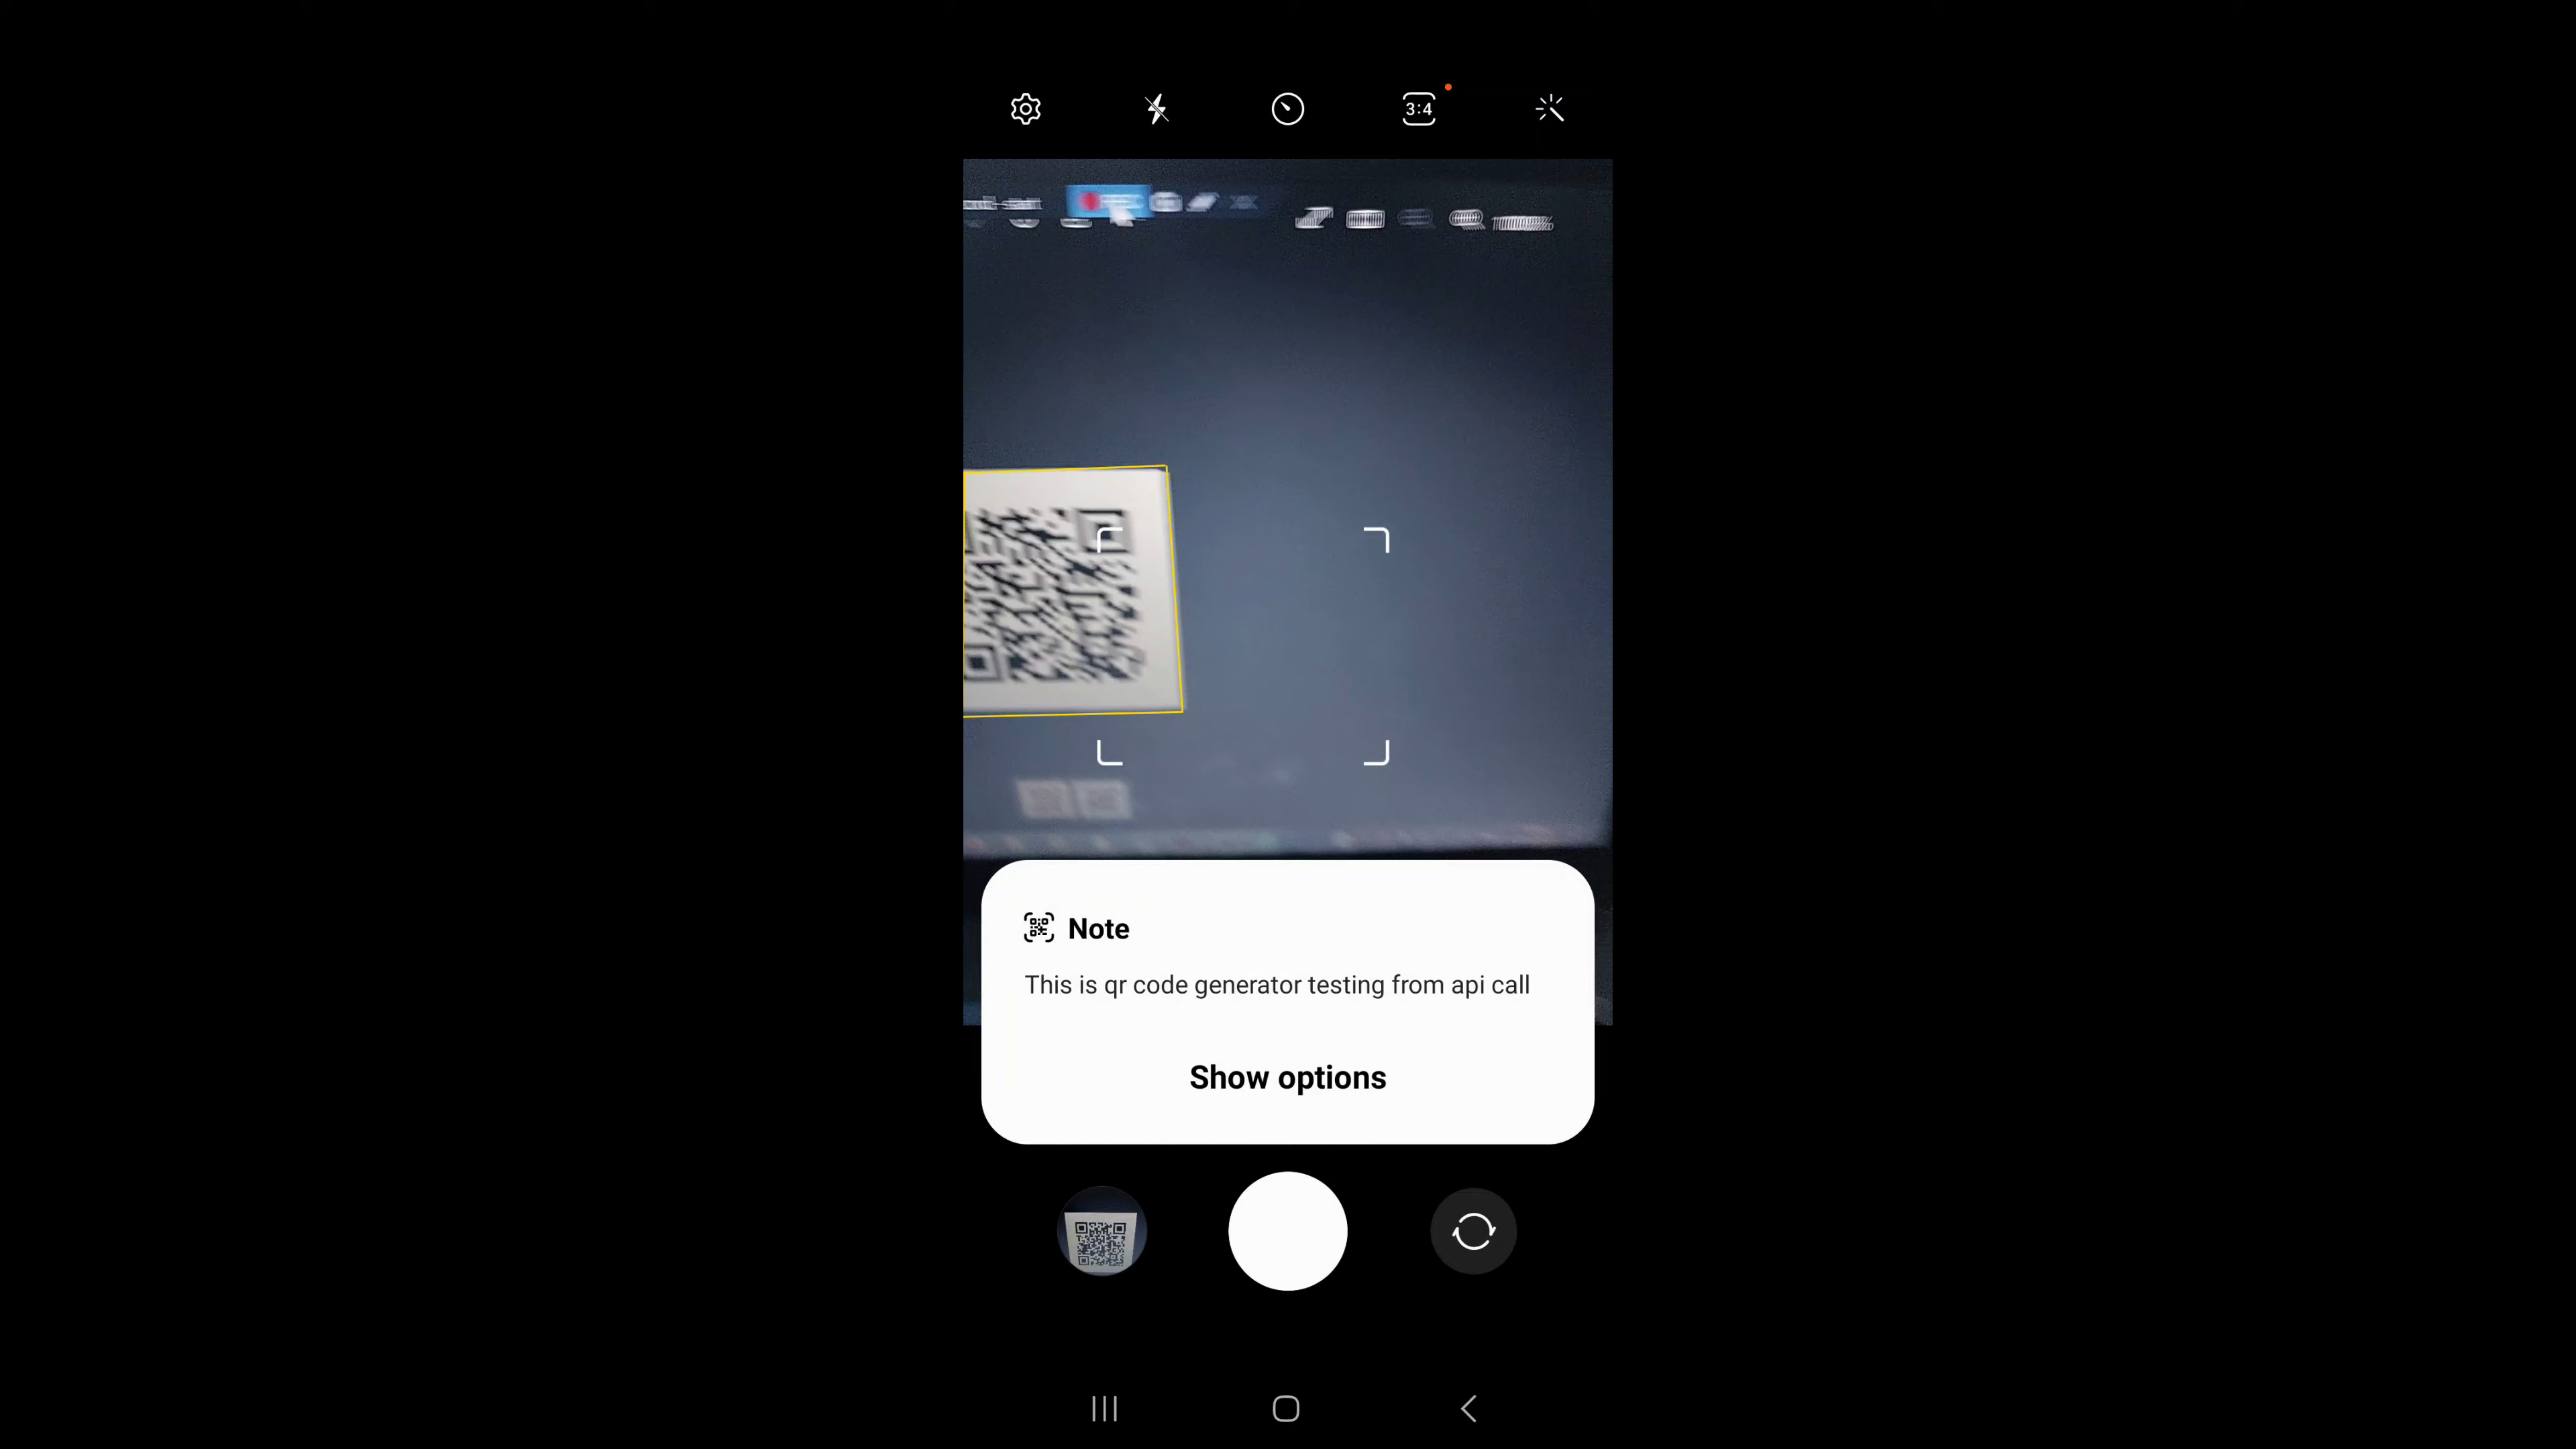 3:4
Note
This is qr code generator testing from api call
Show options